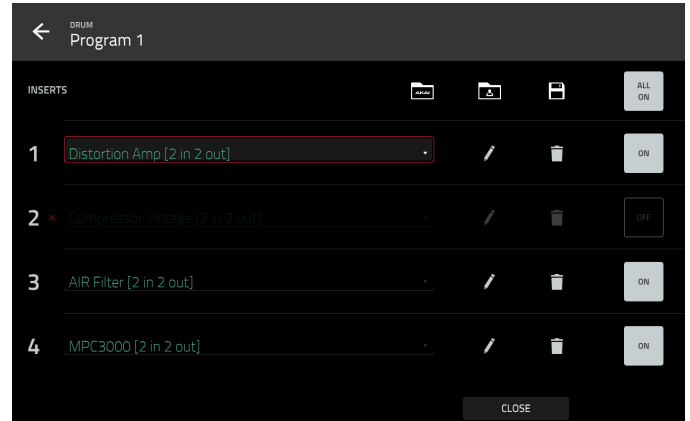 DRUM
Program 1
INSERTS
AKAI
ALL
ON
1 Distortion Amp [2 in 2 out] ON
2 × Compressor Vintage [2 in 2 out] OFF
3 AIR Filter [2 in 2 out] ON
4 MPC3000 [2 in 2 out] ON
CLOSE